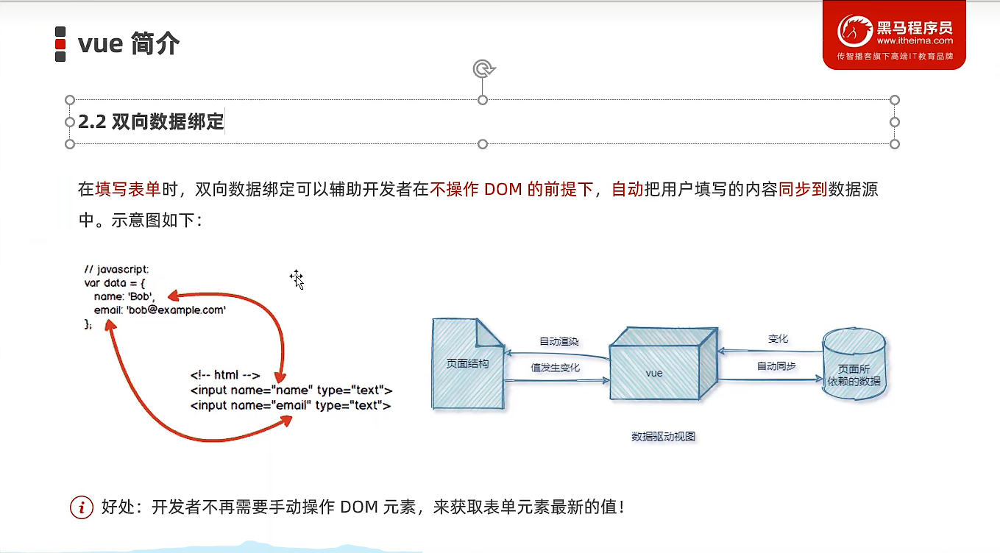 vue 简介
黑马程序员
www.itheima.com
传智播客旗下高端IT教育品牌
2.2 双向数据绑定
在填写表单时，双向数据绑定可以辅助开发者在不操作 DOM 的前提下，自动把用户填写的内容同步到数据源
中。示意图如下：
// javascript:
var data = {
name: 'Bob',
email: 'bob@example.com'
};
<!-- html -->
<input name="name" type="text">
<input name="email" type="text">
页面结构
自动渲染
值发生变化
vue
变化
自动同步
页面所
依赖的数据
数据驱动视图
i 好处：开发者不再需要手动操作 DOM 元素，来获取表单元素最新的值！